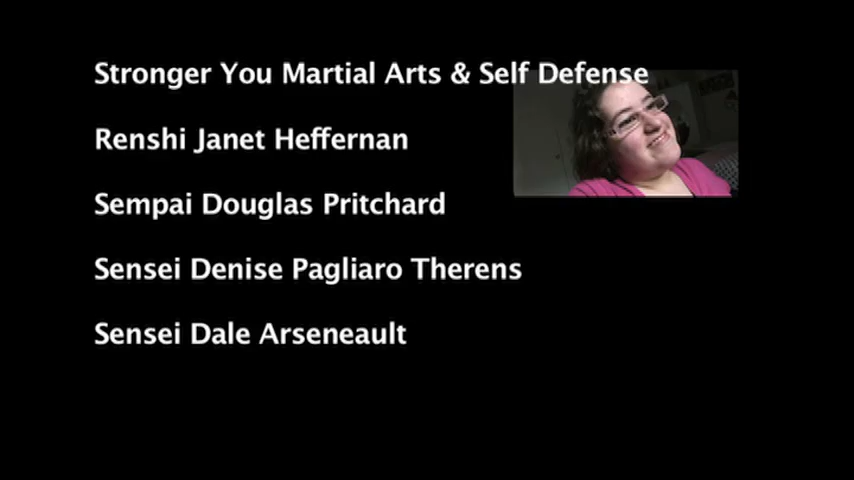 Stronger You Martial Arts & Self Defense
Renshi Janet Heffernan
Sempai Douglas Pritchard
Sensei Denise Pagliaro Therens
Sensei Dale Arseneault